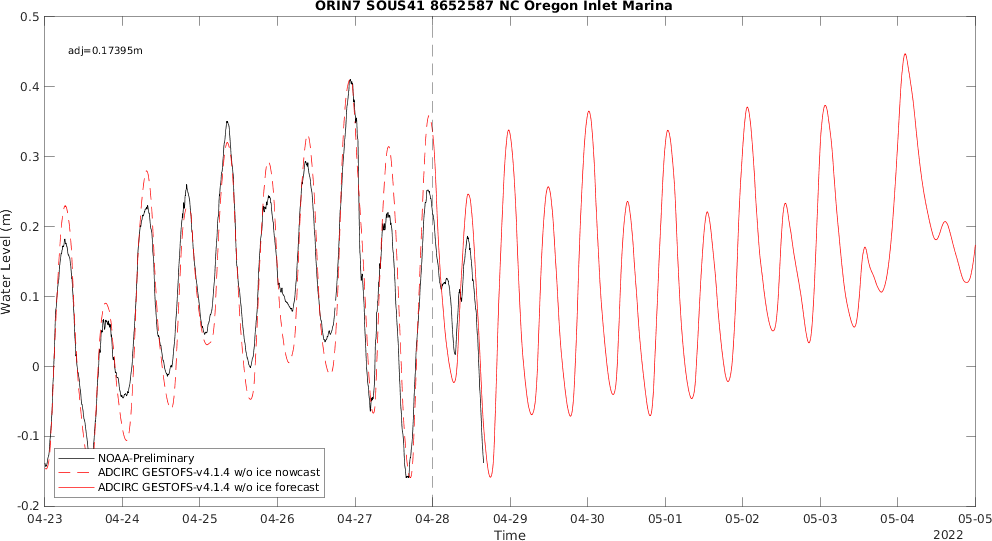 ORIN7 SOUS41 8652587 NC Oregon Inlet Marina
adj=0.17395m
Water Level (m)
0.5
0.4
0.3
0.2
0.1
0
-0.1
-0.2
NOAA-Preliminary
ADCIRC GESTOFS-v4.1.4 w/o ice nowcast
ADCIRC GESTOFS-v4.1.4 w/o ice forecast
04-23 04-24 04-25 04-26 04-27 04-28 04-29 04-30 05-01 05-02 05-03 05-04 05-05
Time
2022